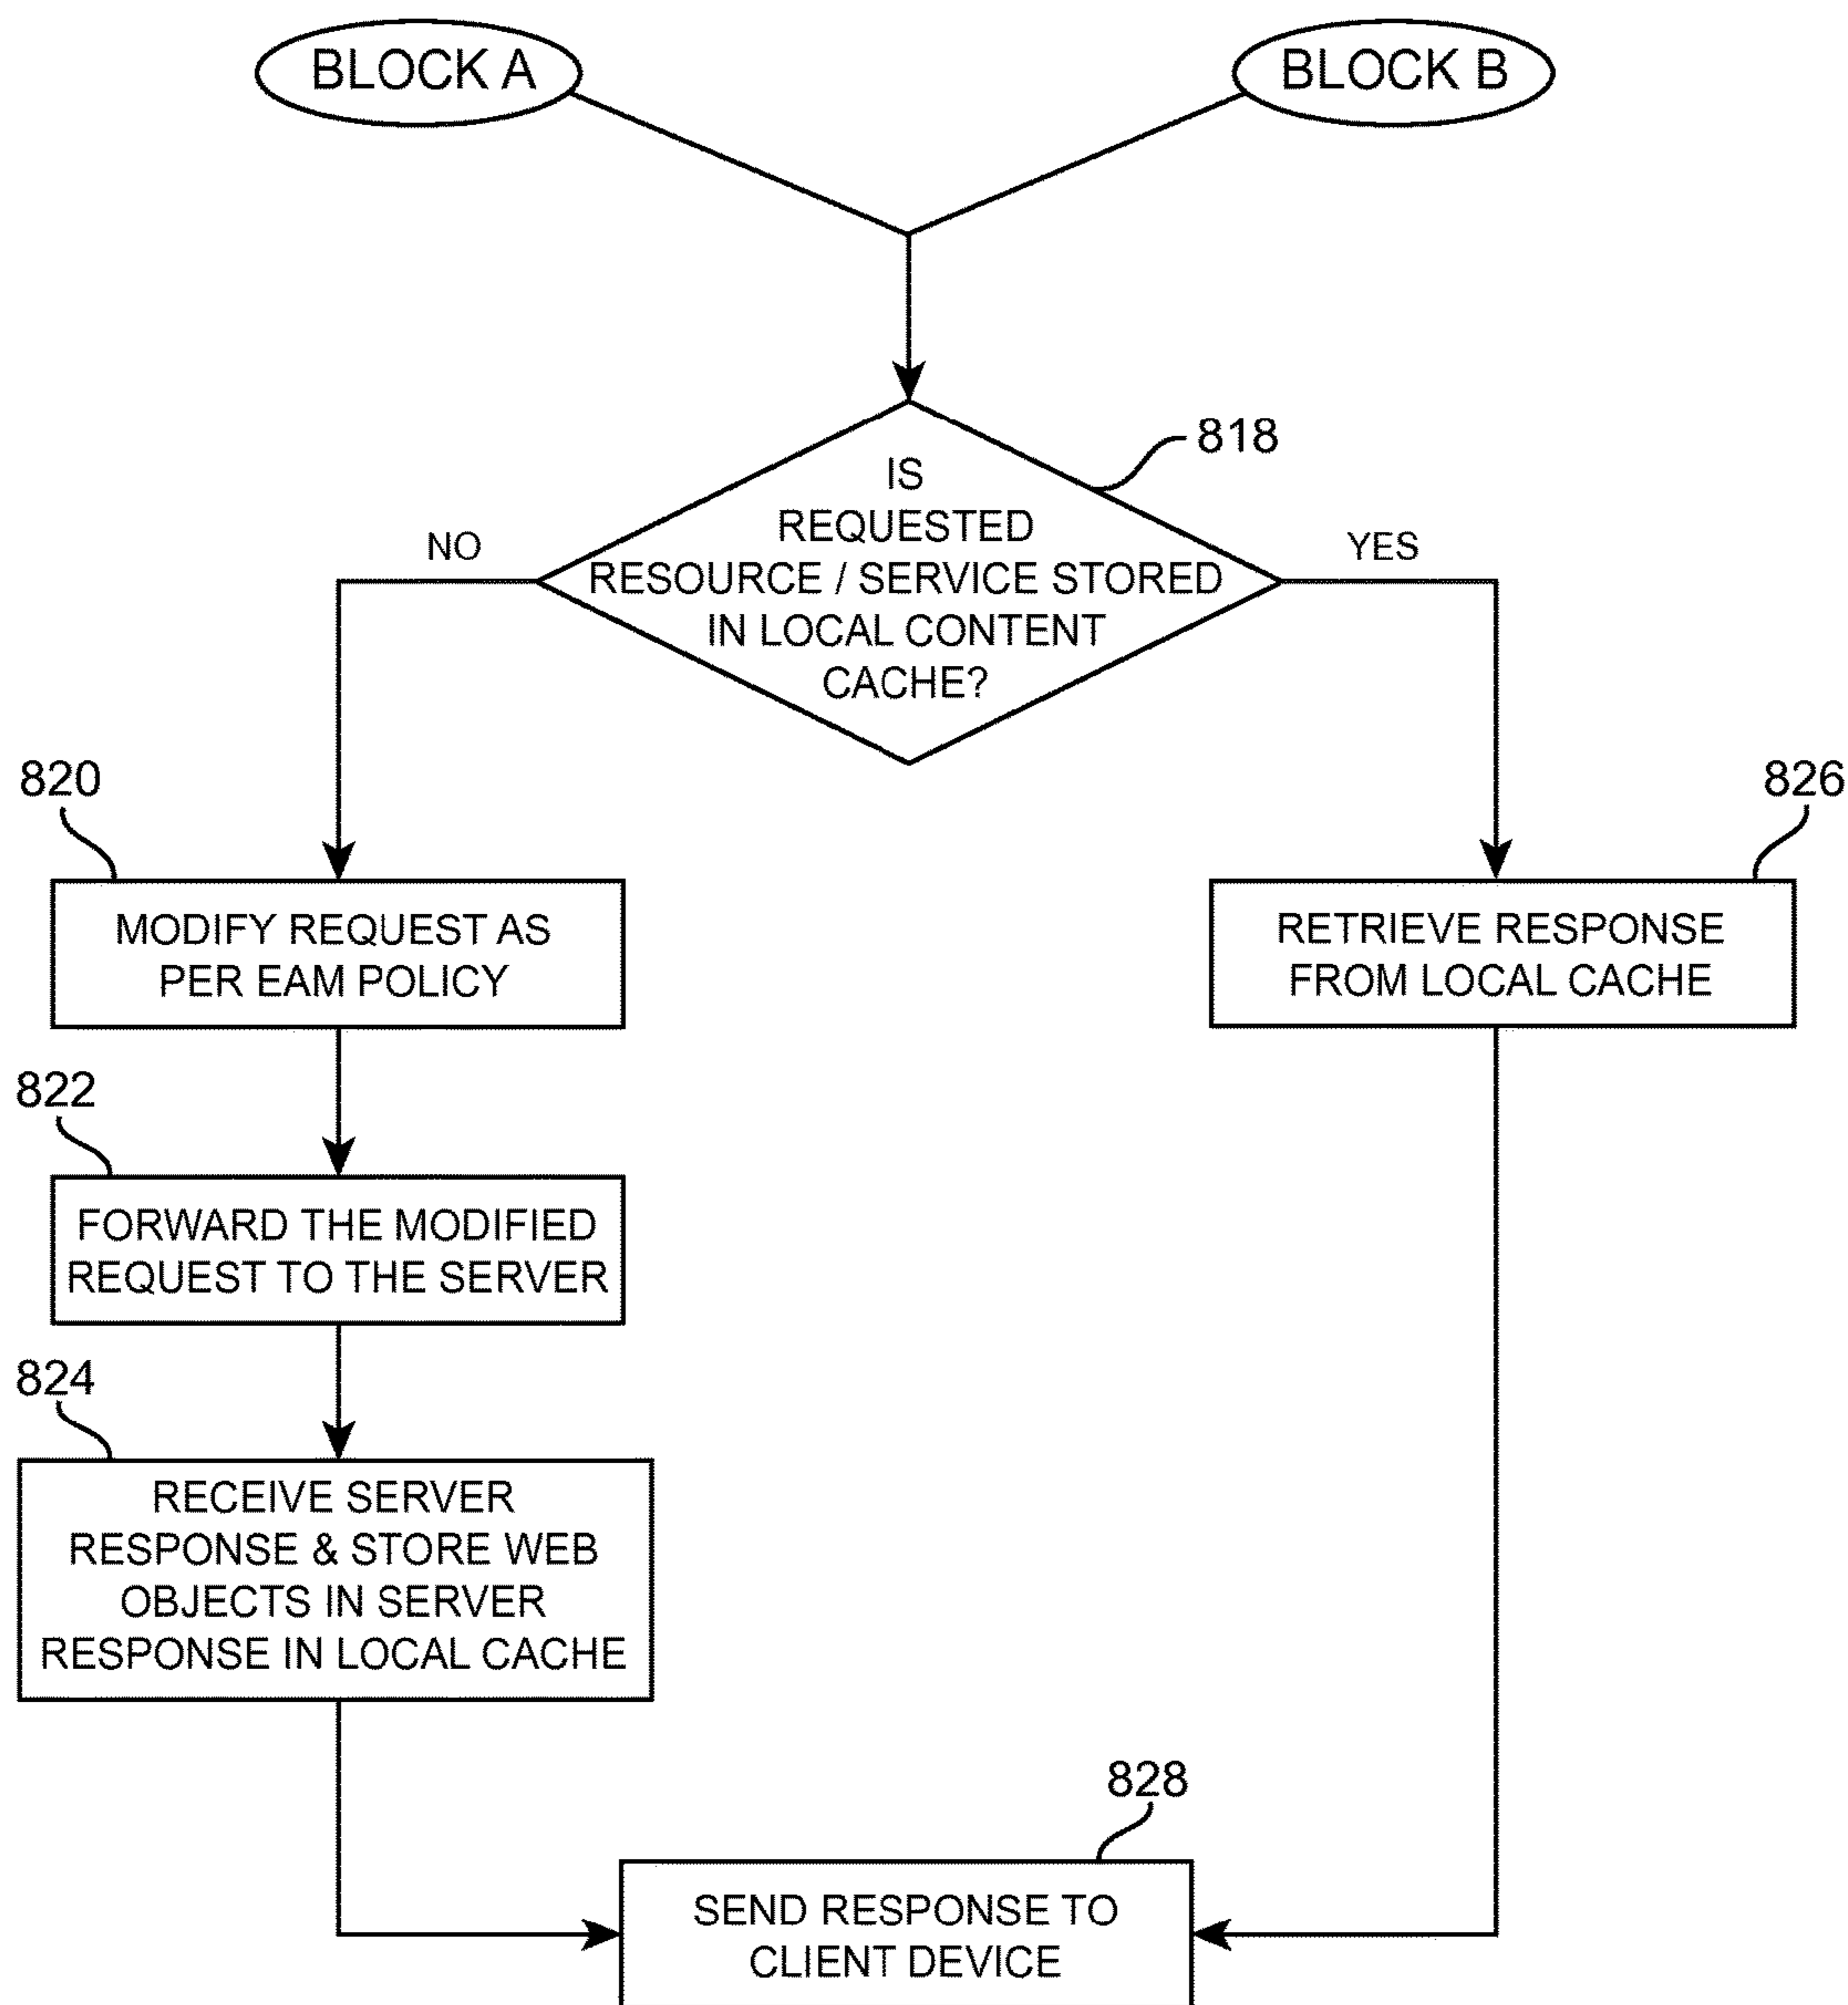 BLOCK A
BLOCK B
818
IS
REQUESTED
RESOURCE / SERVICE STORED
IN LOCAL CONTENT
CACHE?
NO
YES
820
MODIFY REQUEST AS
PER EAM POLICY
826
RETRIEVE RESPONSE
FROM LOCAL CACHE
822
FORWARD THE MODIFIED
REQUEST TO THE SERVER
824
RECEIVE SERVER
RESPONSE & STORE WEB
OBJECTS IN SERVER
RESPONSE IN LOCAL CACHE
828
SEND RESPONSE TO
CLIENT DEVICE